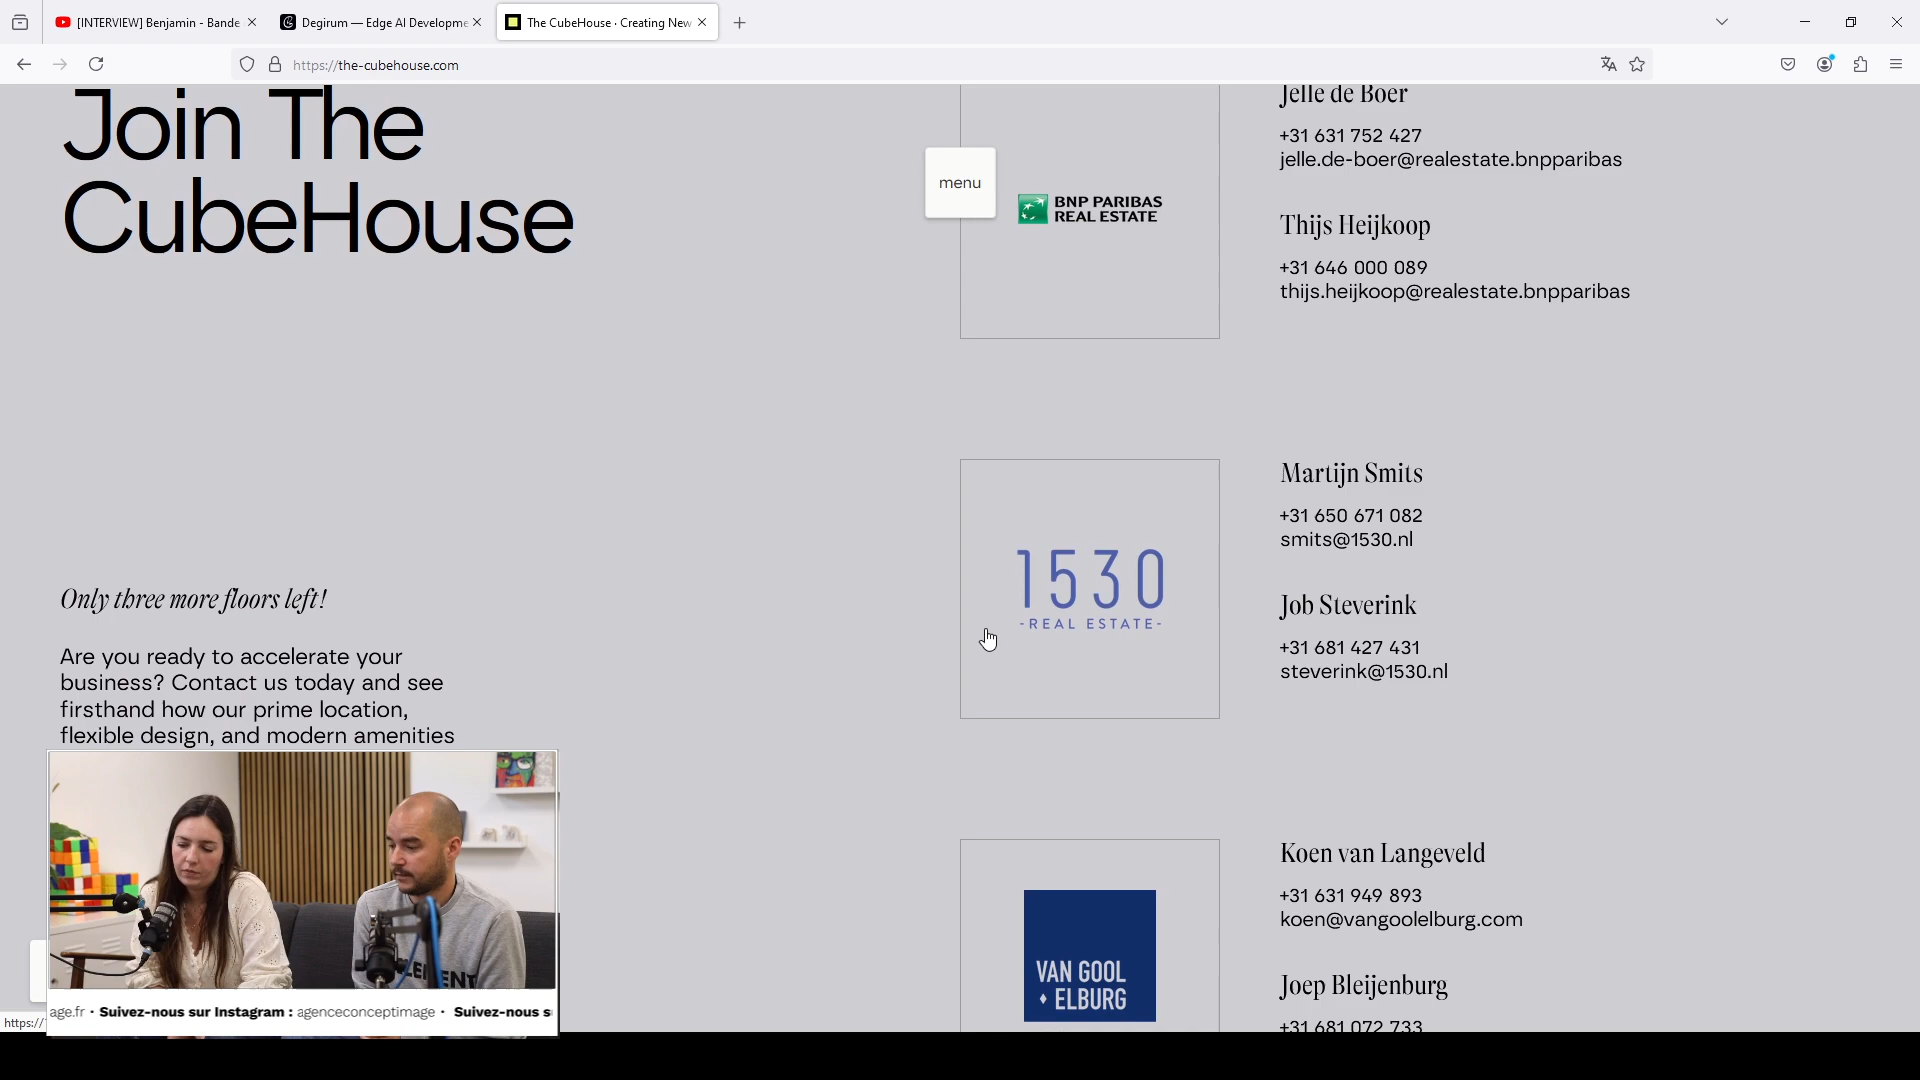 [INTERVIEW] Benjamin - Bande
Degirum — Edge AI Developme
The CubeHouse · Creating New
https://the-cubehouse.com
Join The
CubeHouse
menu
BNP PARIBAS
REAL ESTATE
Jelle de Boer
+31 631 752 427
jelle.de-boer@realestate.bnpparibas
Thijs Heijkoop
+31 646 000 089
thijs.heijkoop@realestate.bnpparibas
1530
-REAL ESTATE-
Martijn Smits
+31 650 671 082
smits@1530.nl
Job Steverink
+31 681 427 431
steverink@1530.nl
Only three more floors left!
Are you ready to accelerate your
business? Contact us today and see
firsthand how our prime location,
flexible design, and modern amenities
VAN GOOL
ELBURG
Koen van Langeveld
+31 631 949 893
koen@vangoolelburg.com
Joep Bleijenburg
+31 681 072 733
https://
age.fr · Suivez-nous sur Instagram : agenceconceptimage · Suivez-nous s